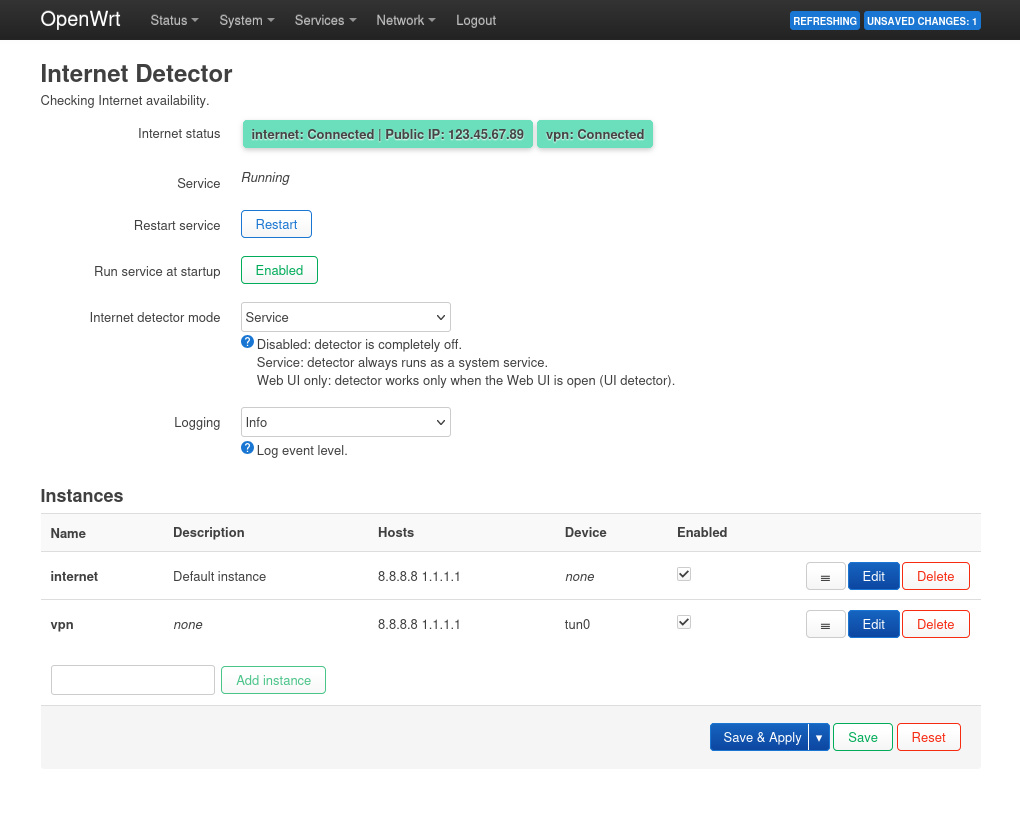 OpenWrt Status System Services Network Logout REFRESHING UNSAVED CHANGES: 1
Internet Detector
Checking Internet availability.
Internet status internet: Connected | Public IP: 123.45.67.89 vpn: Connected
Service Running
Restart service Restart
Run service at startup Enabled
Internet detector mode Service
? Disabled: detector is completely off.
Service: detector always runs as a system service.
Web UI only: detector works only when the Web UI is open (UI detector).
Logging Info
? Log event level.
Instances
Name Description Hosts Device Enabled
internet Default instance 8.8.8.8 1.1.1.1 none Edit Delete
vpn none 8.8.8.8 1.1.1.1 tun0 Edit Delete
Add instance
Save & Apply Save Reset